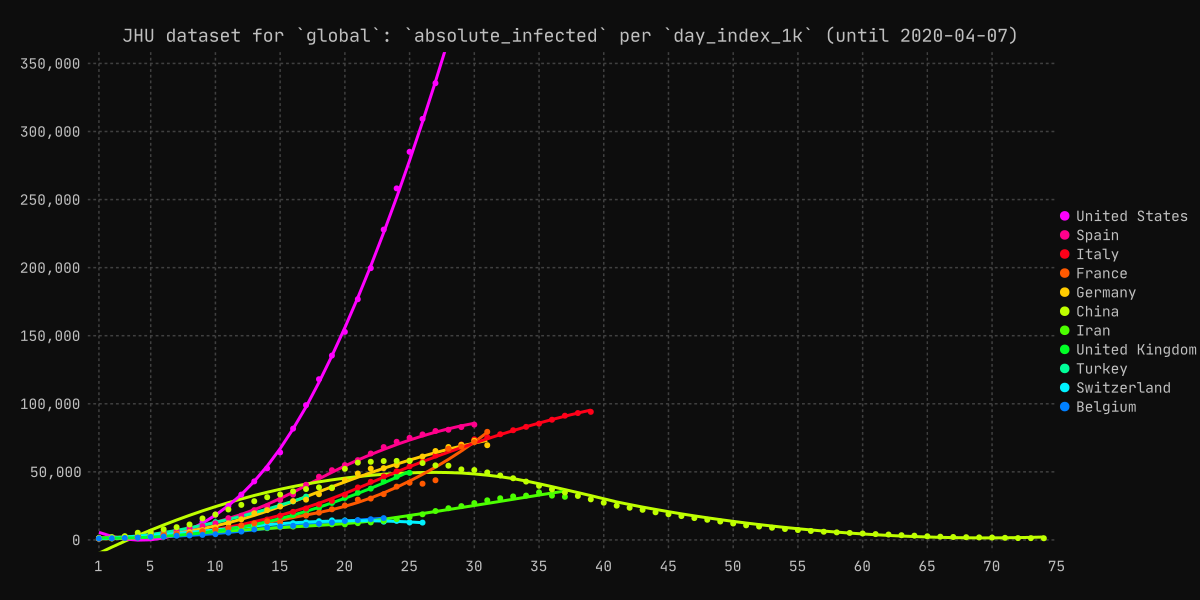 JHU dataset for `global`: `absolute_infected` per `day_index_1k` (until 2020-04-07)
350,000
300,000
250,000
200,000
150,000
100,000
50,000
0
1 5 10 15 20 25 30 35 40 45 50 55 60 65 70 75
United States
Spain
Italy
France
Germany
China
Iran
United Kingdom
Turkey
Switzerland
Belgium